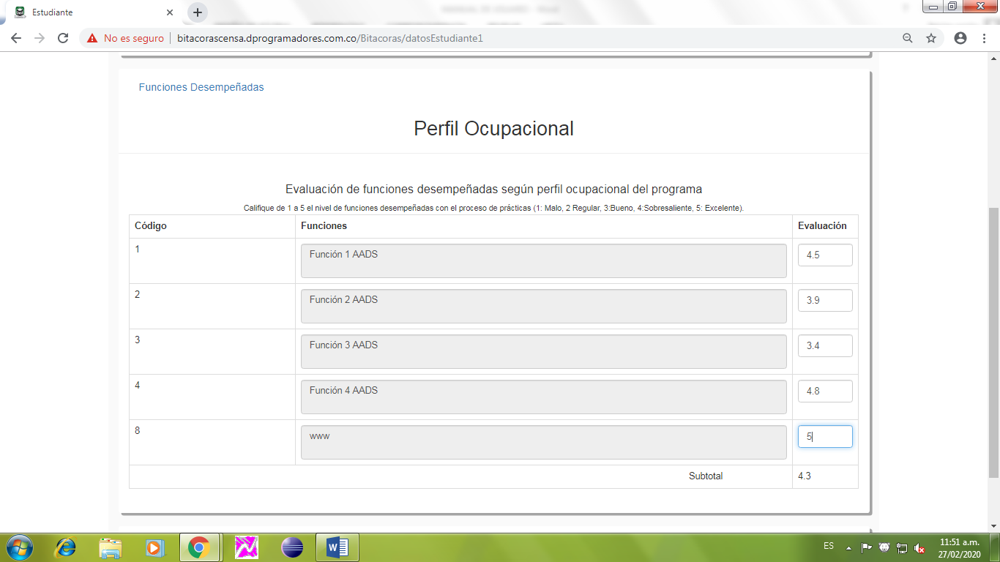 Estudiante
No es seguro
bitacorascensa.dprogramadores.com.co/Bitacoras/datosEstudiante1
Funciones Desempeñadas
Perfil Ocupacional
Evaluación de funciones desempeñadas según perfil ocupacional del programa
Califique de 1 a 5 el nivel de funciones desempeñadas con el proceso de prácticas (1: Malo, 2 Regular, 3:Bueno, 4:Sobresaliente, 5: Excelente).
Código Funciones Evaluación
1 Función 1 AADS 4.5
2 Función 2 AADS 3.9
3 Función 3 AADS 3.4
4 Función 4 AADS 4.8
8 www 5
Subtotal 4.3
ES 11:51 a.m.
27/02/2020